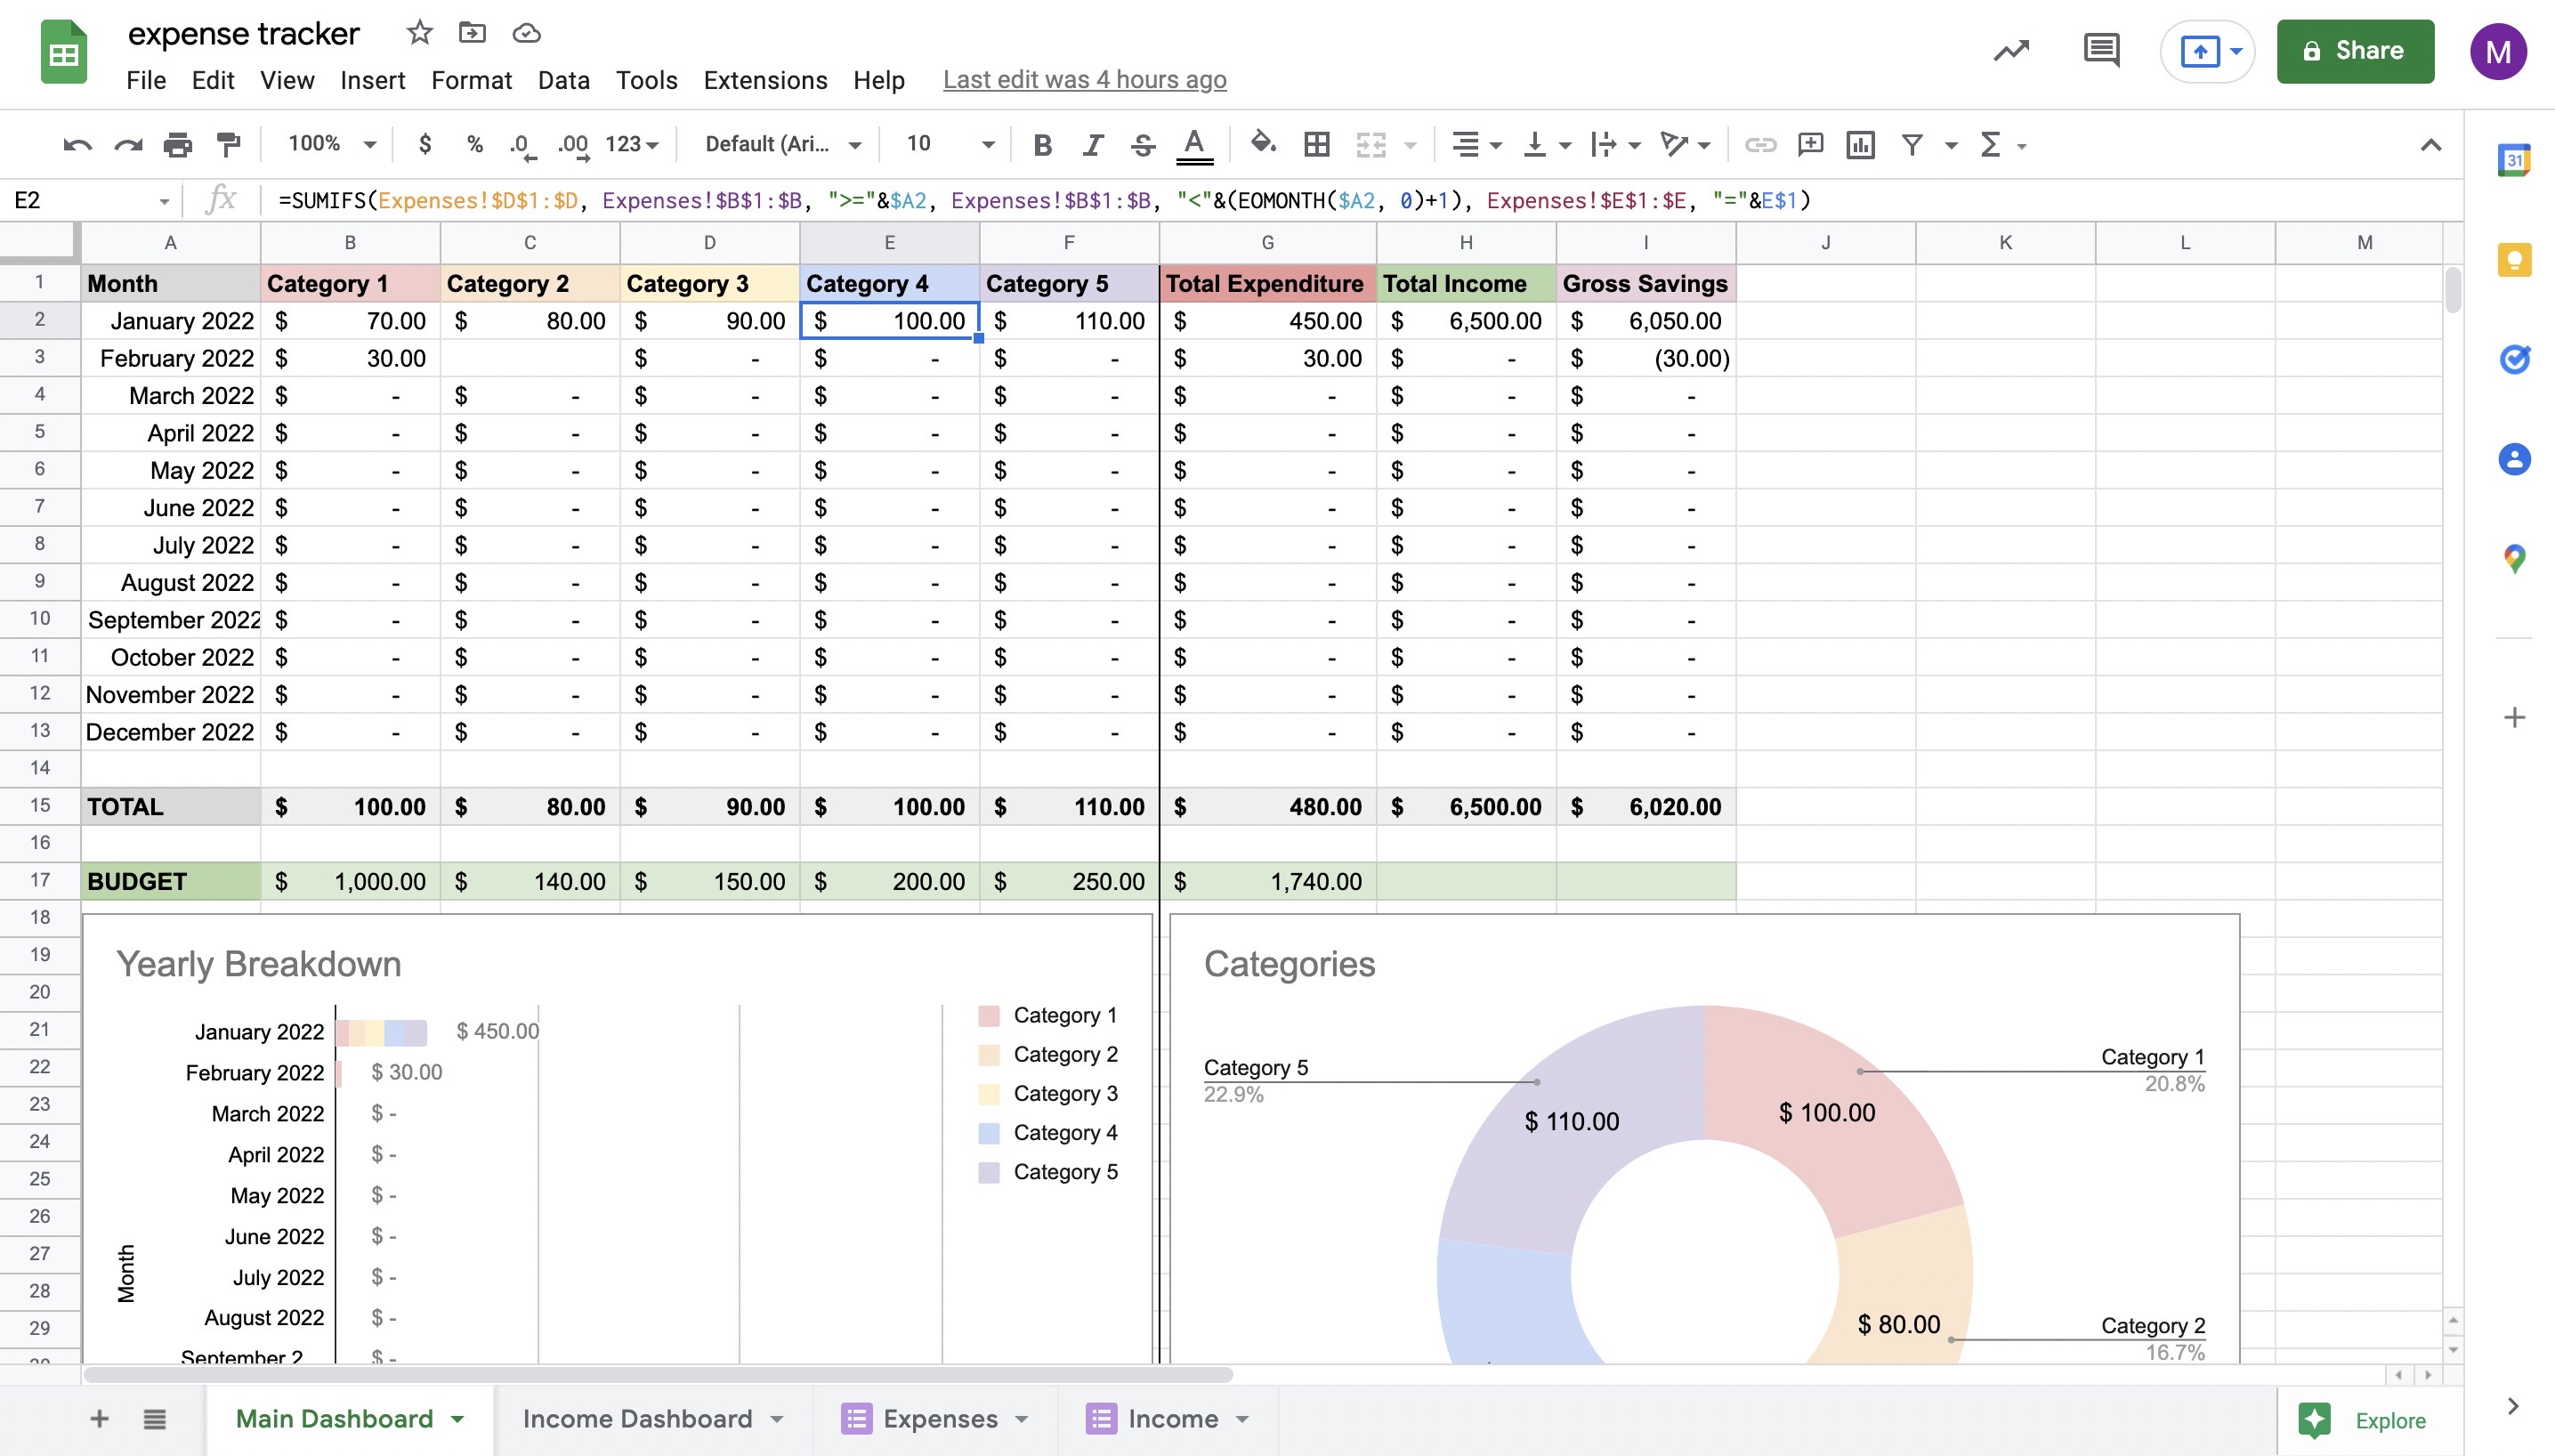 expense tracker
File Edit View Insert Format Data Tools Extensions Help Last edit was 4 hours ago
Share
M
100% $ % .0 .00 123 Default (Ari... 10 B I S A Σ
31
E2 fx =SUMIFS(Expenses!$D$1:$D, Expenses!$B$1:$B, ">="&$A2, Expenses!$B$1:$B, "<"&(EOMONTH($A2, 0)+1), Expenses!$E$1:$E, "="&E$1)
A B C D E F G H I J K L M
1 Month Category 1 Category 2 Category 3 Category 4 Category 5 Total Expenditure Total Income Gross Savings
2 January 2022 $ 70.00 $ 80.00 $ 90.00 $ 100.00 $ 110.00 $ 450.00 $ 6,500.00 $ 6,050.00
3 February 2022 $ 30.00 $ - $ - $ - $ 30.00 $ - $ (30.00)
4 March 2022 $ - $ - $ - $ - $ - $ - $ - $ -
5 April 2022 $ - $ - $ - $ - $ - $ - $ - $ -
6 May 2022 $ - $ - $ - $ - $ - $ - $ - $ -
7 June 2022 $ - $ - $ - $ - $ - $ - $ - $ -
8 July 2022 $ - $ - $ - $ - $ - $ - $ - $ -
9 August 2022 $ - $ - $ - $ - $ - $ - $ - $ -
10 September 2022 $ - $ - $ - $ - $ - $ - $ - $ -
11 October 2022 $ - $ - $ - $ - $ - $ - $ - $ -
12 November 2022 $ - $ - $ - $ - $ - $ - $ - $ -
13 December 2022 $ - $ - $ - $ - $ - $ - $ - $ -
14
15 TOTAL $ 100.00 $ 80.00 $ 90.00 $ 100.00 $ 110.00 $ 480.00 $ 6,500.00 $ 6,020.00
16
17 BUDGET $ 1,000.00 $ 140.00 $ 150.00 $ 200.00 $ 250.00 $ 1,740.00
18
19
20
21
22
23
24
25
26
27
28
29
30
Yearly Breakdown
Month
January 2022 $ 450.00
February 2022 $ 30.00
March 2022 $ -
April 2022 $ -
May 2022 $ -
June 2022 $ -
July 2022 $ -
August 2022 $ -
September 2 $ -
Category 1
Category 2
Category 3
Category 4
Category 5
Categories
Category 5
22.9%
$ 110.00
$ 100.00
Category 1
20.8%
$ 80.00
Category 2
16.7%
Main Dashboard Income Dashboard Expenses Income Explore